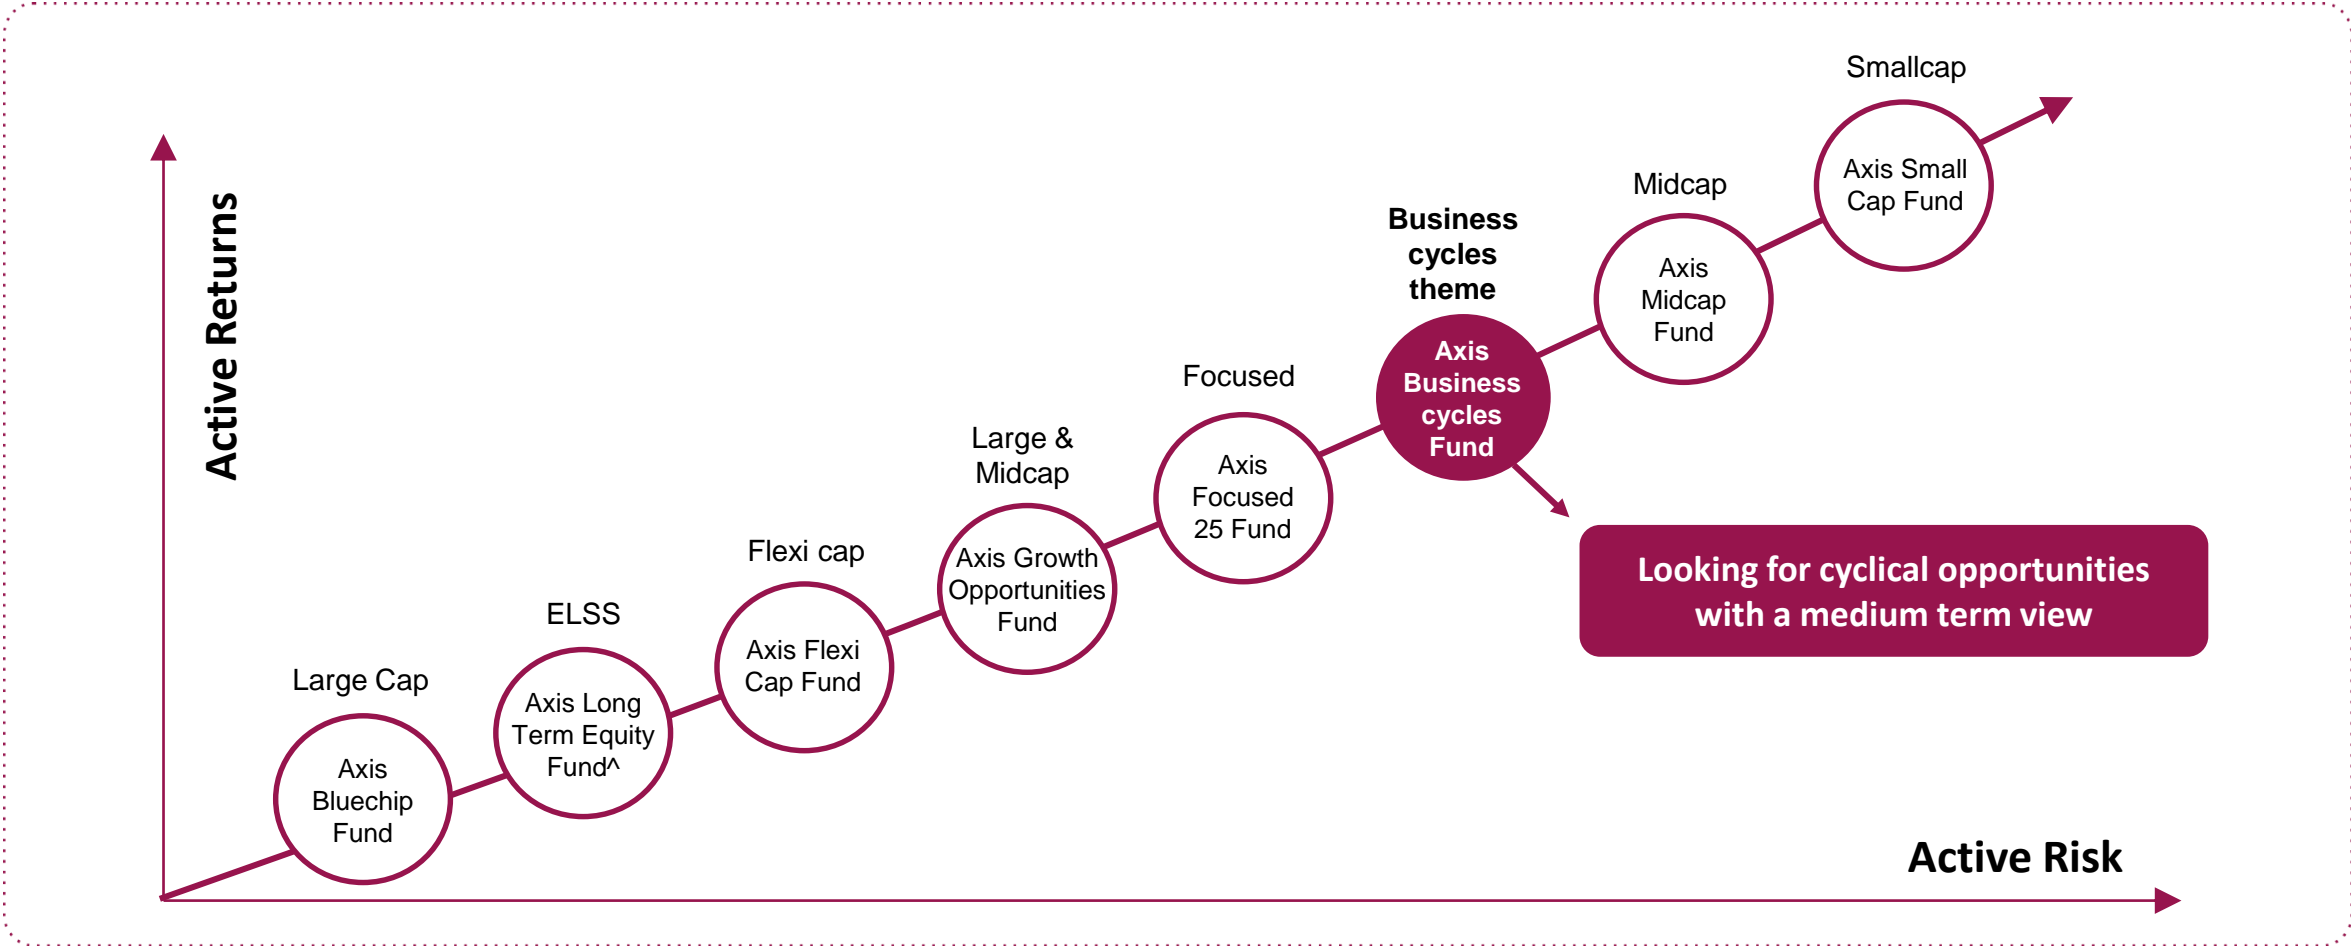 Smallcap
Axis Small
Cap Fund
Midcap
Axis
Midcap
Fund
Business
cycles
theme
Axis
Business
cycles
Fund
Focused
Axis
Focused
25 Fund
Large &
Midcap
Axis Growth
Opportunities
Fund
Flexi cap
Axis Flexi
Cap Fund
ELSS
Axis Long
Term Equity
Fund^
Large Cap
Axis
Bluechip
Fund
Active Returns
Looking for cyclical opportunities
with a medium term view
Active Risk